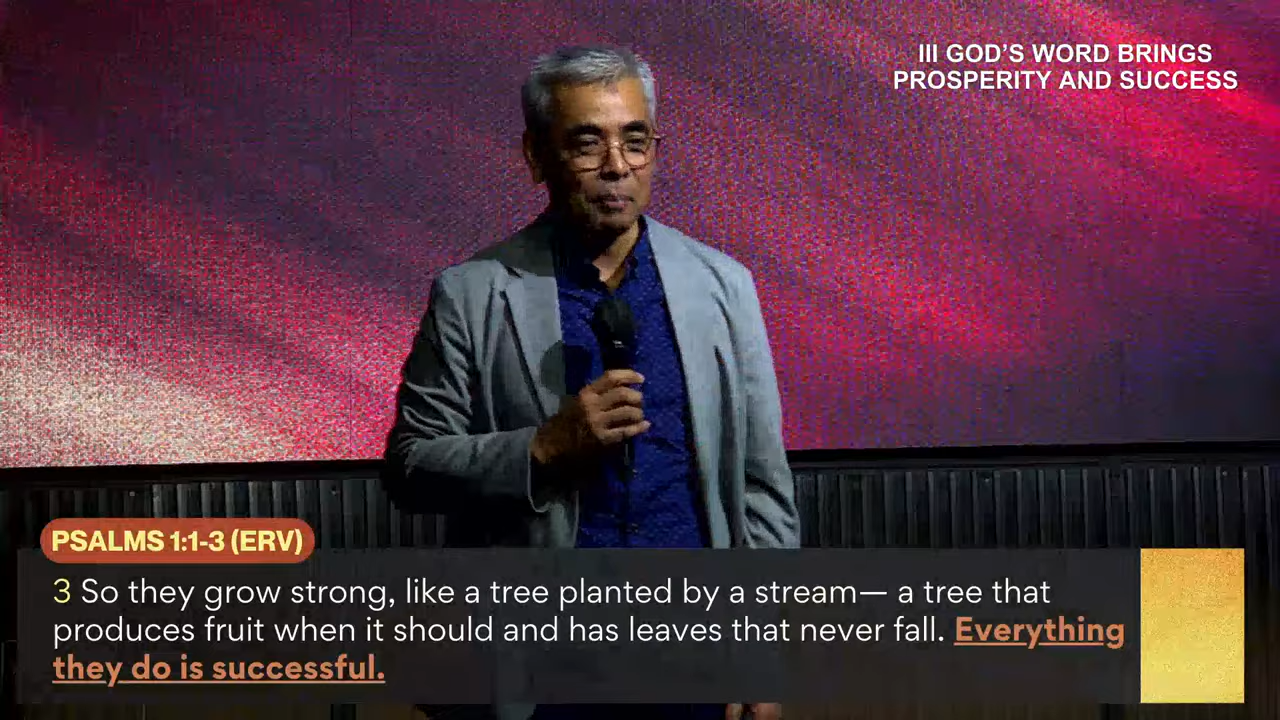 III GOD'S WORD BRINGS
PROSPERITY AND SUCCESS
PSALMS 1:1-3 (ERV)
3 So they grow strong, like a tree planted by a stream— a tree that
produces fruit when it should and has leaves that never fall. Everything
they do is successful.